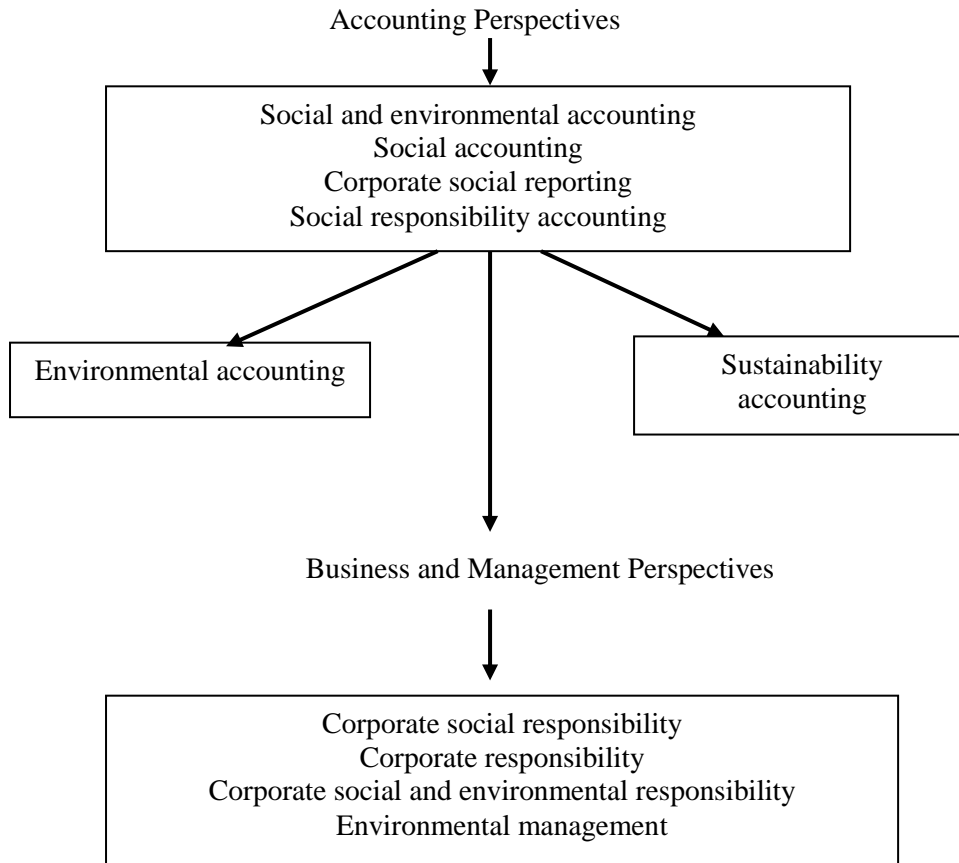 Accounting Perspectives
Social and environmental accounting
Social accounting
Corporate social reporting
Social responsibility accounting
Environmental accounting
Sustainability
accounting
Business and Management Perspectives
Corporate social responsibility
Corporate responsibility
Corporate social and environmental responsibility
Environmental management